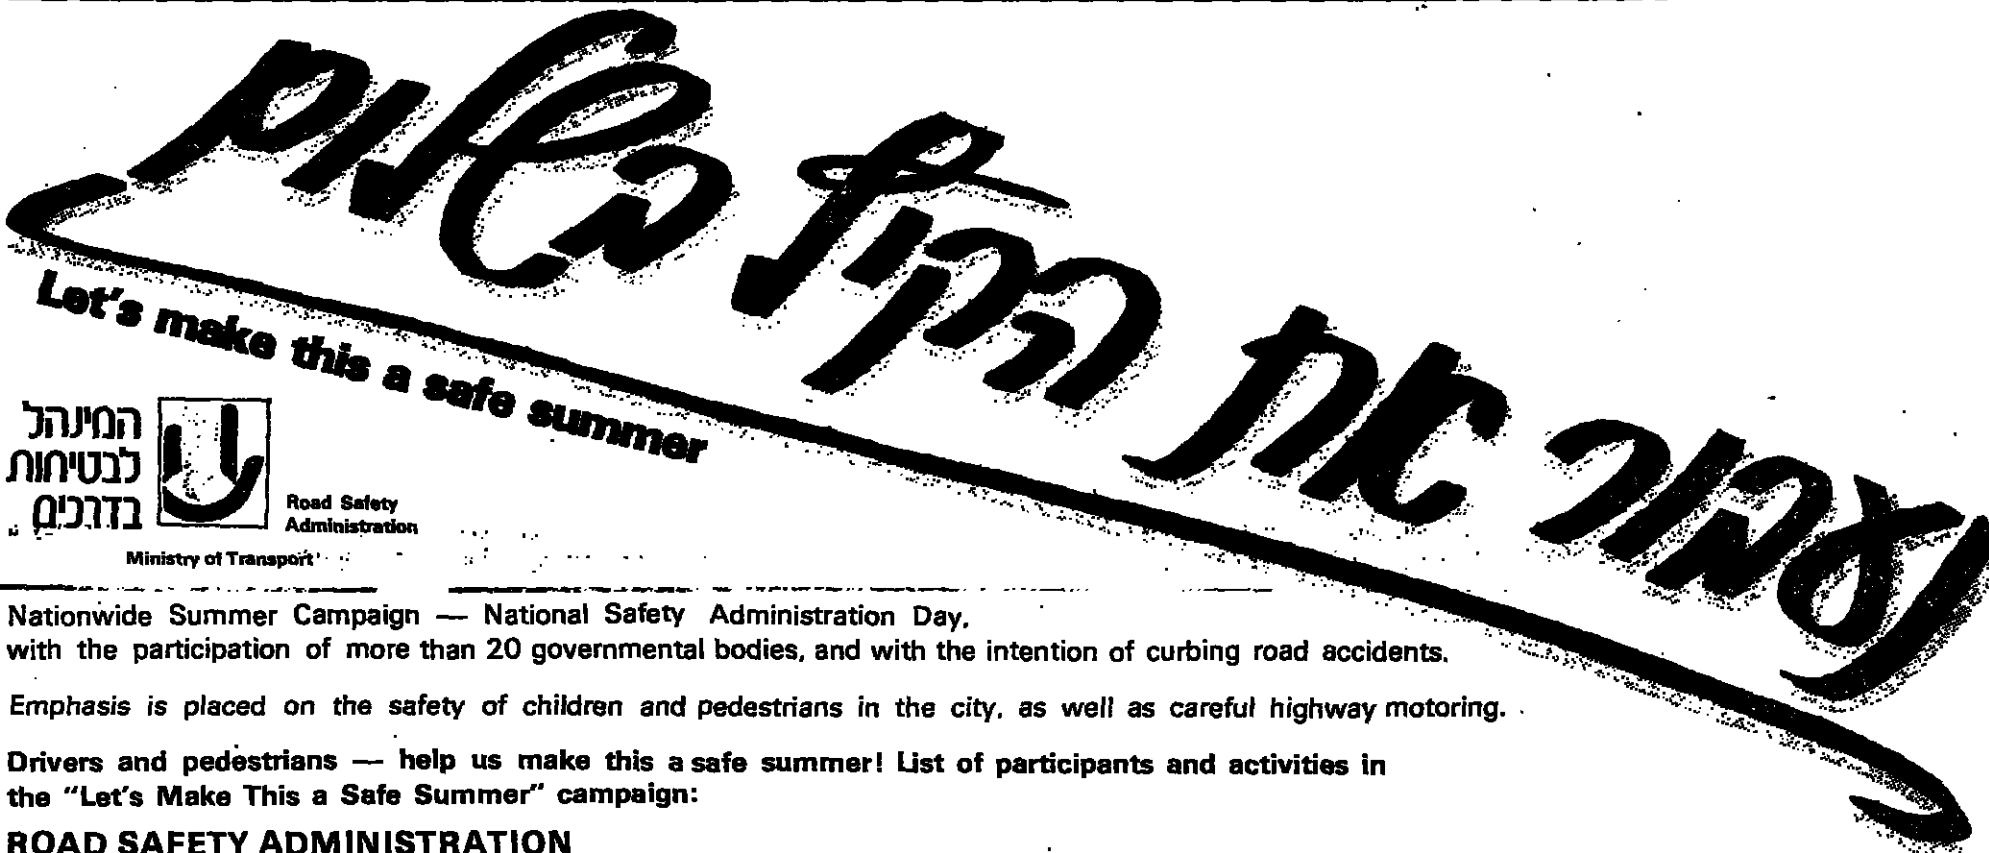 נעבור את הקיץ בשלום
Let's make this a safe summer
המינהל
לבטיחות
בדרכים
Road Safety
Administration
Ministry of Transport
Nationwide Summer Campaign — National Safety Administration Day,
with the participation of more than 20 governmental bodies, and with the intention of curbing road accidents.
Emphasis is placed on the safety of children and pedestrians in the city, as well as careful highway motoring.
Drivers and pedestrians — help us make this a safe summer! List of participants and activities in
the "Let's Make This a Safe Summer" campaign:
ROAD SAFETY ADMINISTRATION